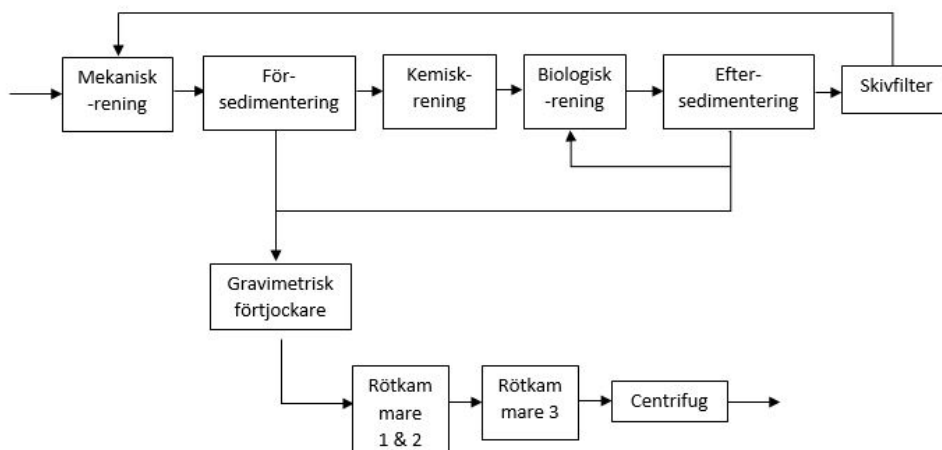 Mekanisk
-rening
För-
sedimentering
Kemisk-
rening
Biologisk
-rening
Efter-
sedimentering
Skivfilter
Gravimetrisk
förtjockare
Rötkam
mare
1 & 2
Rötkam
mare 3
Centrifug